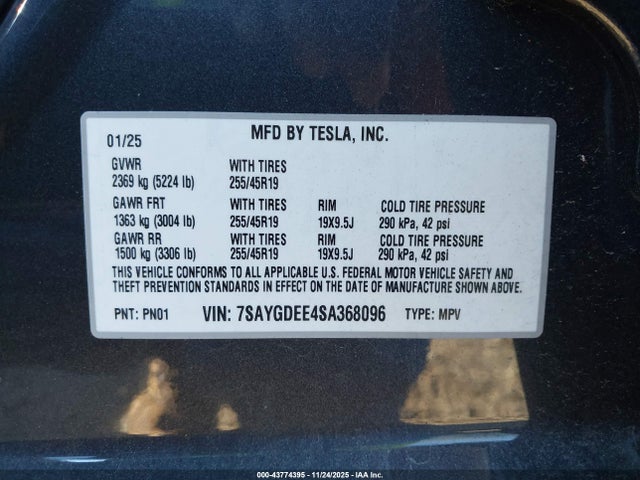 MFD BY TESLA, INC.
01/25
GVWR WITH TIRES
2369 kg (5224 lb) 255/45R19
GAWR FRT WITH TIRES RIM COLD TIRE PRESSURE
1363 kg (3004 lb) 255/45R19 19X9.5J 290 kPa, 42 psi
GAWR RR WITH TIRES RIM COLD TIRE PRESSURE
1500 kg (3306 lb) 255/45R19 19X9.5J 290 kPa, 42 psi
THIS VEHICLE CONFORMS TO ALL APPLICABLE U.S. FEDERAL MOTOR VEHICLE SAFETY AND
THEFT PREVENTION STANDARDS IN EFFECT ON THE DATE OF MANUFACTURE SHOWN ABOVE.
PNT: PN01 VIN: 7SAYGDEE4SA368096 TYPE: MPV
000-43774395 - 11/24/2025 - IAA Inc.